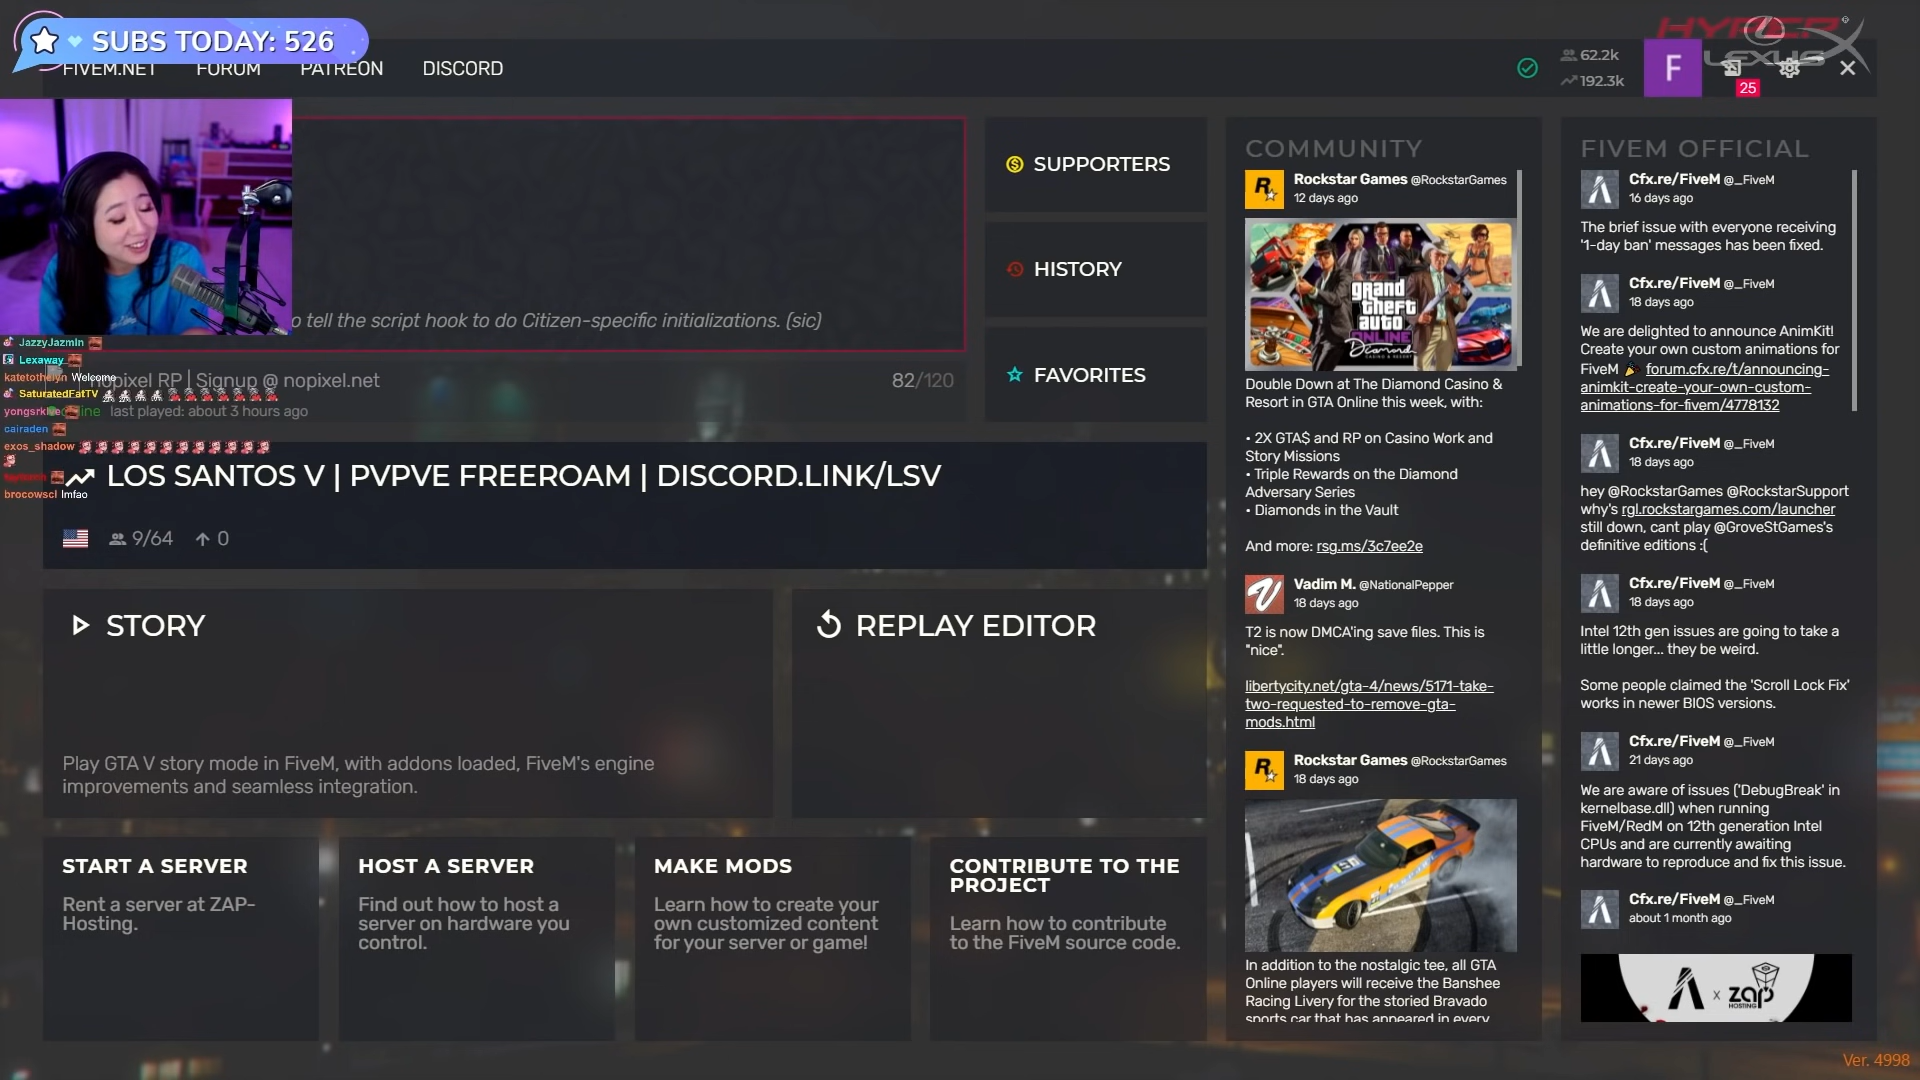 SUBS TODAY: 526
FIVEM.NET FORUM PATREON DISCORD
62.2k
192.3k
F
25
HYPERX
LEXUS
o tell the script hook to do Citizen-specific initializations. (sic)
JazzyJazmin
Lexaway
katetothelyn Welcome
SaturatedFatTV
cairaden
exos_shadow
brocowscl lmfao
nopixel RP | Signup @ nopixel.net
82/120
last played: about 3 hours ago
LOS SANTOS V | PVPVE FREEROAM | DISCORD.LINK/LSV
9/64 0
STORY
Play GTA V story mode in FiveM, with addons loaded, FiveM's engine
improvements and seamless integration.
REPLAY EDITOR
START A SERVER
Rent a server at ZAP-
Hosting.
HOST A SERVER
Find out how to host a
server on hardware you
control.
MAKE MODS
Learn how to create your
own customized content
for your server or game!
CONTRIBUTE TO THE
PROJECT
Learn how to contribute
to the FiveM source code.
SUPPORTERS
HISTORY
FAVORITES
COMMUNITY
Rockstar Games @RockstarGames
12 days ago
grand
theft
auto
ONLINE
Diamond
CASINO & RESORT
Double Down at The Diamond Casino &
Resort in GTA Online this week, with:
• 2X GTA$ and RP on Casino Work and
Story Missions
• Triple Rewards on the Diamond
Adversary Series
• Diamonds in the Vault
And more: rsg.ms/3c7ee2e
Vadim M. @NationalPepper
18 days ago
T2 is now DMCA'ing save files. This is
"nice".
libertycity.net/gta-4/news/5171-take-
two-requested-to-remove-gta-
mods.html
Rockstar Games @RockstarGames
18 days ago
In addition to the nostalgic tee, all GTA
Online players will receive the Banshee
Racing Livery for the storied Bravado
sports car that has appeared in every
FIVEM OFFICIAL
Cfx.re/FiveM @_FiveM
16 days ago
The brief issue with everyone receiving
'1-day ban' messages has been fixed.
Cfx.re/FiveM @_FiveM
18 days ago
We are delighted to announce AnimKit!
Create your own custom animations for
FiveM 🎉 forum.cfx.re/t/announcing-
animkit-create-your-own-custom-
animations-for-fivem/4778132
Cfx.re/FiveM @_FiveM
18 days ago
hey @RockstarGames @RockstarSupport
why's rgl.rockstargames.com/launcher
still down, cant play @GroveStGames's
definitive editions :(
Cfx.re/FiveM @_FiveM
18 days ago
Intel 12th gen issues are going to take a
little longer... they be weird.
Some people claimed the 'Scroll Lock Fix'
works in newer BIOS versions.
Cfx.re/FiveM @_FiveM
21 days ago
We are aware of issues ('DebugBreak' in
kernelbase.dll) when running
FiveM/RedM on 12th generation Intel
CPUs and are currently awaiting
hardware to reproduce and fix this issue.
Cfx.re/FiveM @_FiveM
about 1 month ago
x zap
HOSTING
Ver. 4998